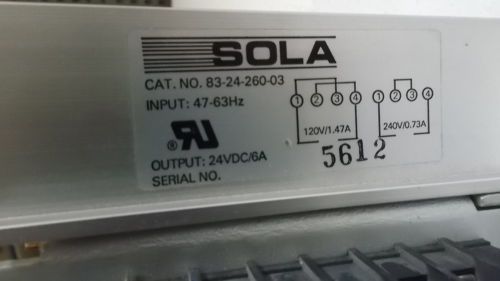 SOLA
CAT. NO. 83-24-260-03
INPUT: 47-63Hz
1 2 3 4
1 2 3 4
120V/1.47A
240V/0.73A
RU®
5612
OUTPUT: 24VDC/6A
SERIAL NO.